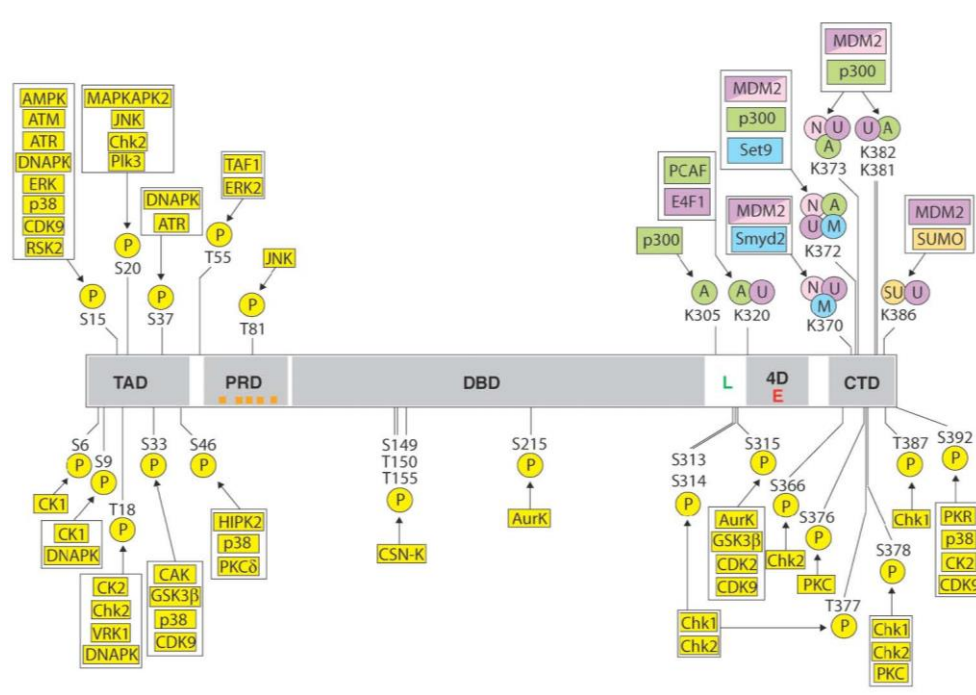 MDM2
p300
AMPK
ATM
ATR
DNAPK
ERK
p38
CDK9
RSK2
P
S15
MAPKAPK2
JNK
Chk2
Plk3
P
S20
DNAPK
ATR
P
S37
TAF1
ERK2
P
T55
JNK
P
T81
p300
A
K305
PCAF
E4F1
A U
K320
MDM2
p300
Set9
N A
U M
K372
MDM2
Smyd2
N U
M
K370
N U
A
K373
U A
K382
K381
MDM2
SUMO
SU U
K386
TAD
PRD
DBD
L
4D
E
CTD
S6
P
CK1
S9
P
CK1
DNAPK
T18
P
CK2
Chk2
VRK1
DNAPK
S33
P
CAK
GSK3β
p38
CDK9
S46
P
HIPK2
p38
PKCδ
S149
T150
T155
P
CSN-K
S215
P
AurK
S313
S314
P
Chk1
Chk2
S315
P
AurK
GSK3β
CDK2
CDK9
S366
P
Chk2
S376
P
PKC
T377
P
S378
P
Chk1
Chk2
PKC
T387
P
Chk1
S392
P
PKR
p38
CK2
CDK9